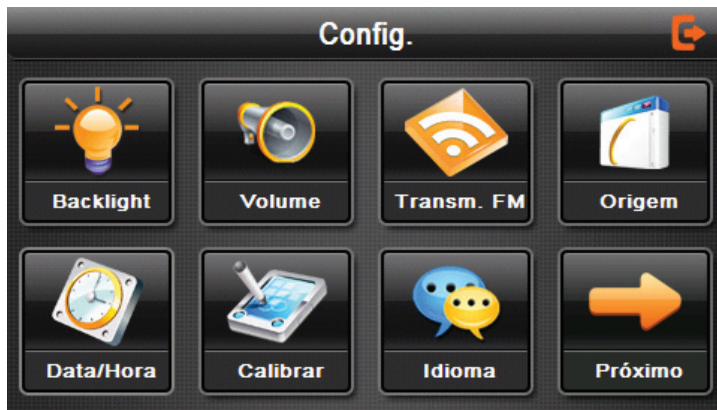 Config.
Backlight
Volume
Transm. FM
Origem
Data/Hora
Calibrar
Idioma
Próximo